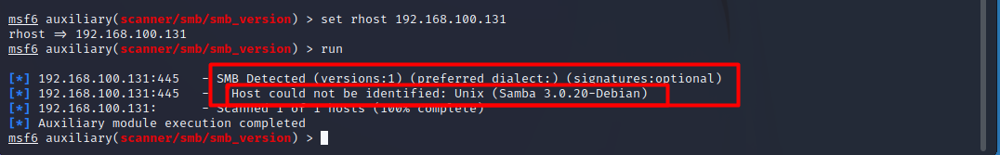 msf6 auxiliary(scanner/smb/smb_version) > set rhost 192.168.100.131
rhost => 192.168.100.131
msf6 auxiliary(scanner/smb/smb_version) > run
[*] 192.168.100.131:445 - SMB Detected (versions:1) (preferred dialect:) (signatures:optional)
[*] 192.168.100.131:445 - Host could not be identified: Unix (Samba 3.0.20-Debian)
[*] 192.168.100.131: - Scanned 1 of 1 hosts (100% complete)
[*] Auxiliary module execution completed
msf6 auxiliary(scanner/smb/smb_version) >